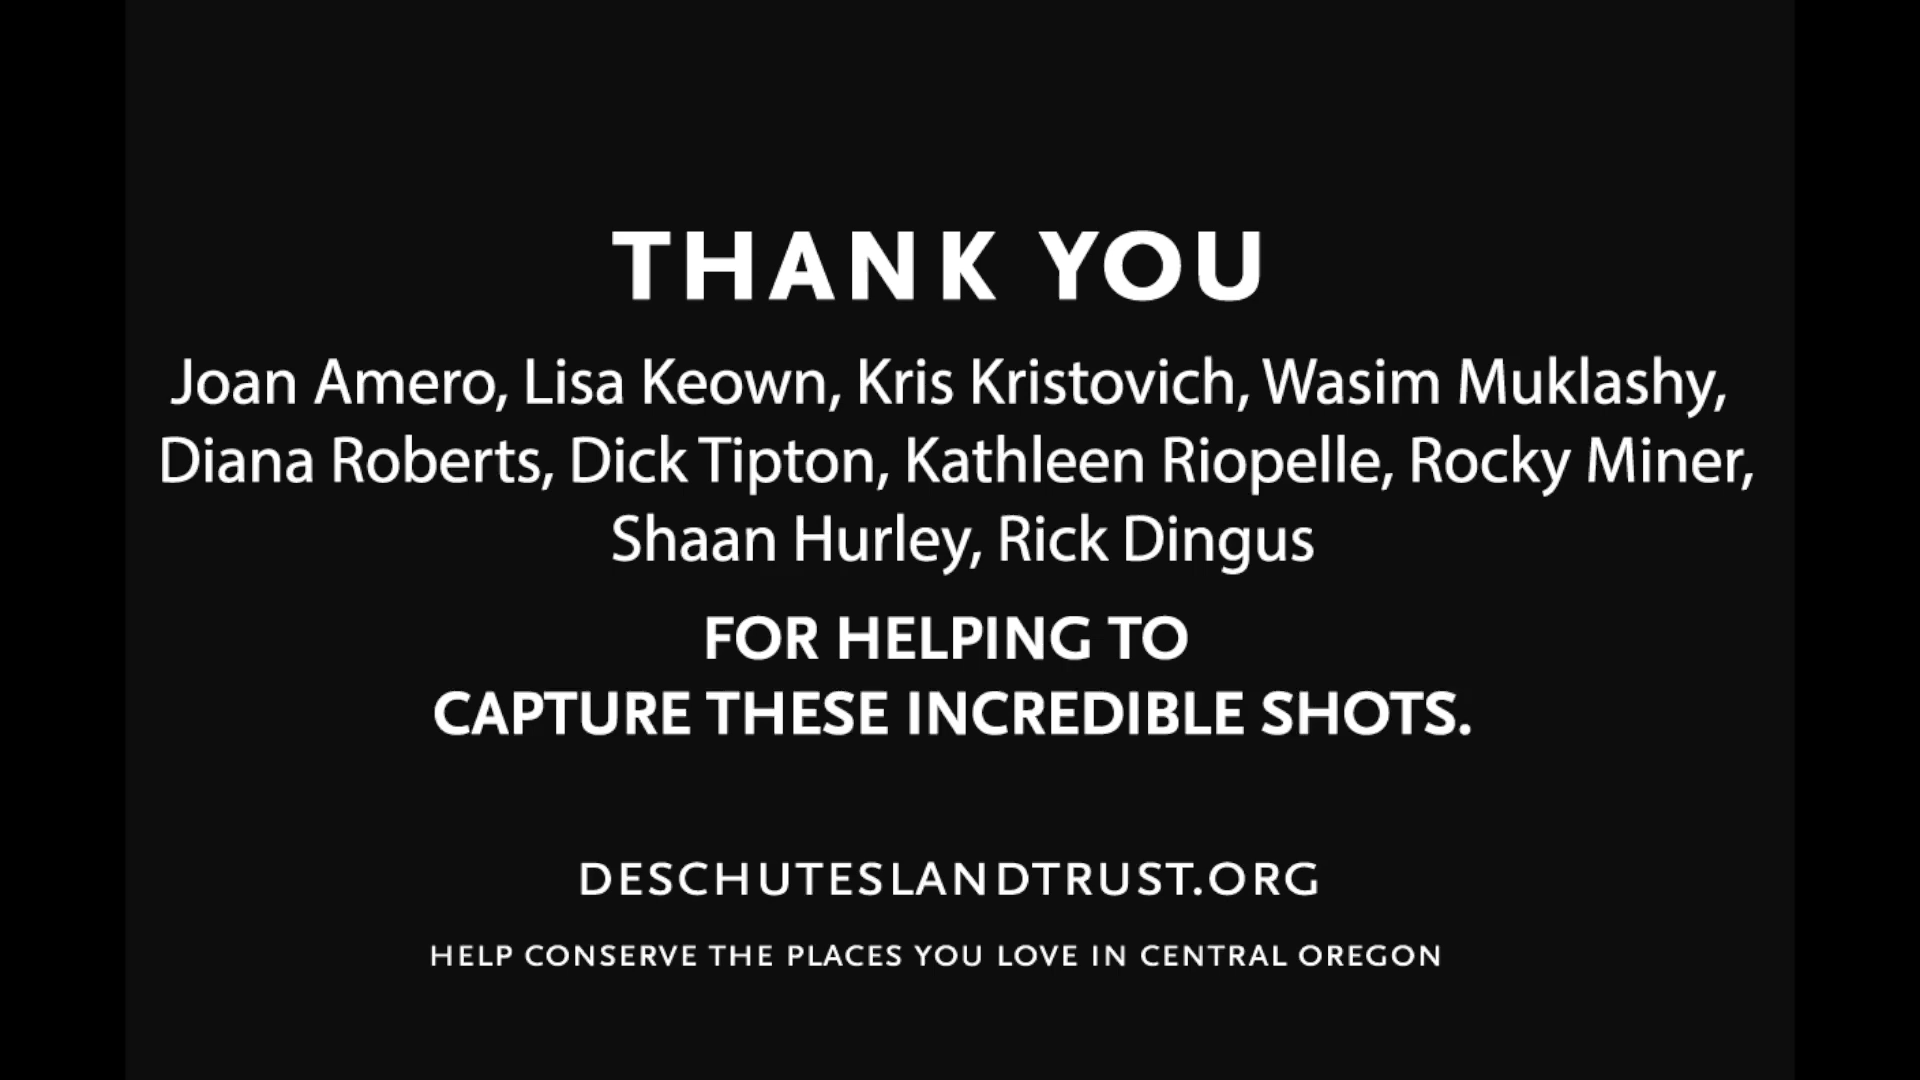 THANK YOU
Joan Amero, Lisa Keown, Kris Kristovich, Wasim Muklashy,
Diana Roberts, Dick Tipton, Kathleen Riopelle, Rocky Miner,
Shaan Hurley, Rick Dingus
FOR HELPING TO
CAPTURE THESE INCREDIBLE SHOTS.
DESCHUTESLANDTRUST.ORG
HELP CONSERVE THE PLACES YOU LOVE IN CENTRAL OREGON